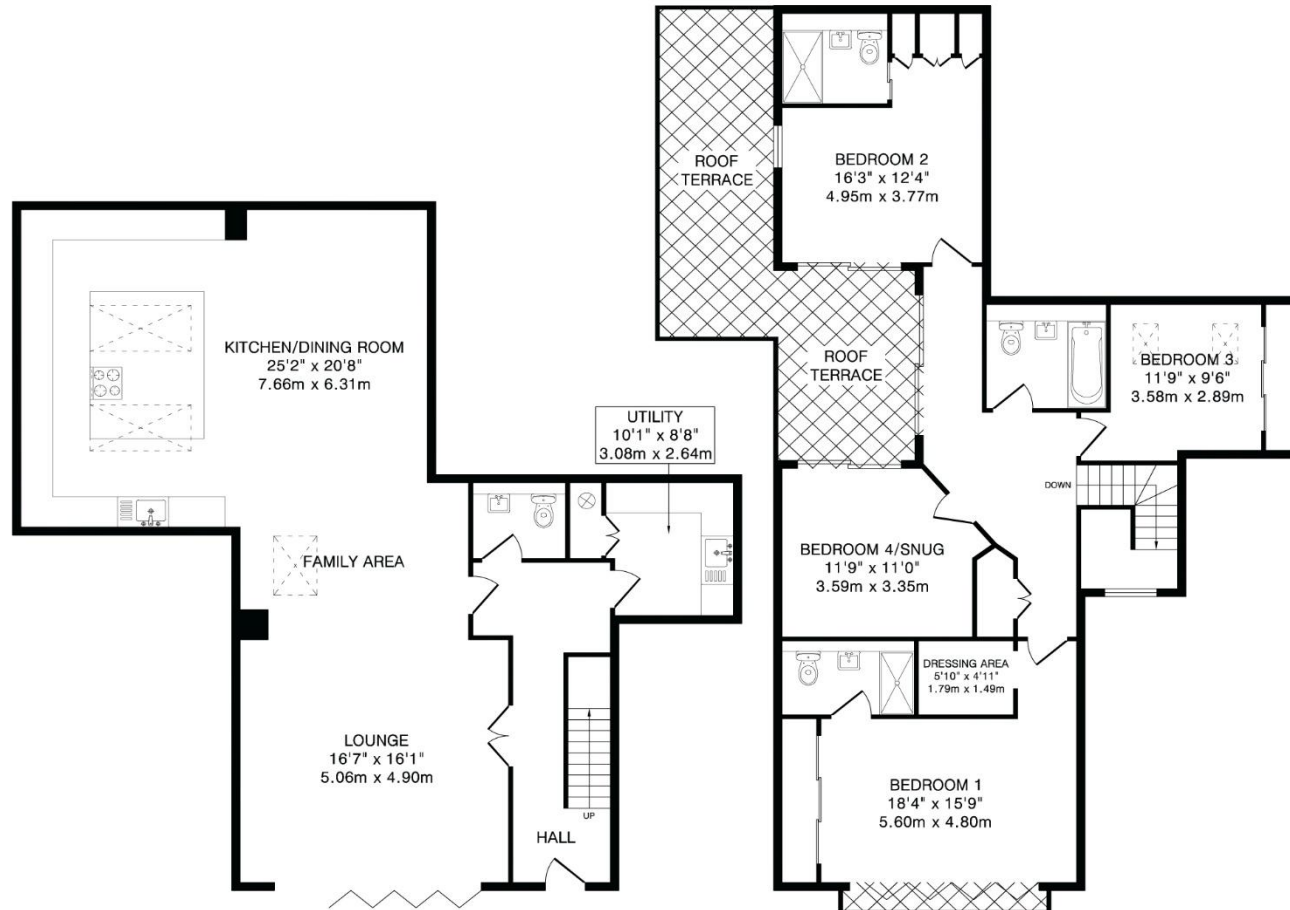 KITCHEN/DINING ROOM
25'2" x 20'8"
7.66m x 6.31m
UTILITY
10'1" x 8'8"
3.08m x 2.64m
FAMILY AREA
LOUNGE
16'7" x 16'1"
5.06m x 4.90m
UP
HALL
ROOF
TERRACE
BEDROOM 2
16'3" x 12'4"
4.95m x 3.77m
ROOF
TERRACE
BEDROOM 3
11'9" x 9'6"
3.58m x 2.89m
DOWN
BEDROOM 4/SNUG
11'9" x 11'0"
3.59m x 3.35m
DRESSING AREA
5'10" x 4'11"
1.79m x 1.49m
BEDROOM 1
18'4" x 15'9"
5.60m x 4.80m